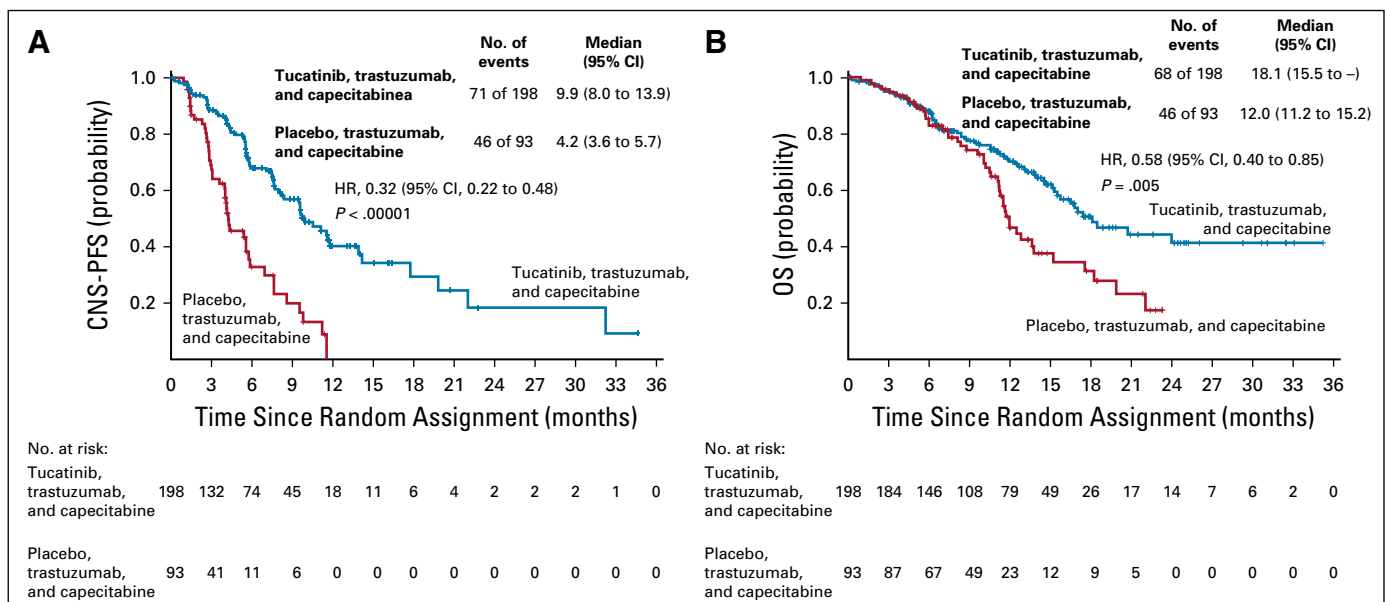 A
No. of events
Median (95% CI)
Tucatinib, trastuzumab, and capecitabinea
71 of 198
9.9 (8.0 to 13.9)
Placebo, trastuzumab, and capecitabine
46 of 93
4.2 (3.6 to 5.7)
HR, 0.32 (95% CI, 0.22 to 0.48)
P < .00001
CNS-PFS (probability)
1.0
0.8
0.6
0.4
0.2
Tucatinib, trastuzumab,
and capecitabine
Placebo,
trastuzumab,
and capecitabine
0 3 6 9 12 15 18 21 24 27 30 33 36
Time Since Random Assignment (months)
No. at risk:
Tucatinib,
trastuzumab,
and capecitabine
198 132 74 45 18 11 6 4 2 2 2 1 0
Placebo,
trastuzumab,
and capecitabine
93 41 11 6 0 0 0 0 0 0 0 0 0
B
No. of events
Median (95% CI)
Tucatinib, trastuzumab, and capecitabine
68 of 198
18.1 (15.5 to –)
Placebo, trastuzumab, and capecitabine
46 of 93
12.0 (11.2 to 15.2)
HR, 0.58 (95% CI, 0.40 to 0.85)
P = .005
OS (probability)
1.0
0.8
0.6
0.4
0.2
Tucatinib, trastuzumab,
and capecitabine
Placebo, trastuzumab, and capecitabine
0 3 6 9 12 15 18 21 24 27 30 33 36
Time Since Random Assignment (months)
No. at risk:
Tucatinib,
trastuzumab,
and capecitabine
198 184 146 108 79 49 26 17 14 7 6 2 0
Placebo,
trastuzumab,
and capecitabine
93 87 67 49 23 12 9 5 0 0 0 0 0